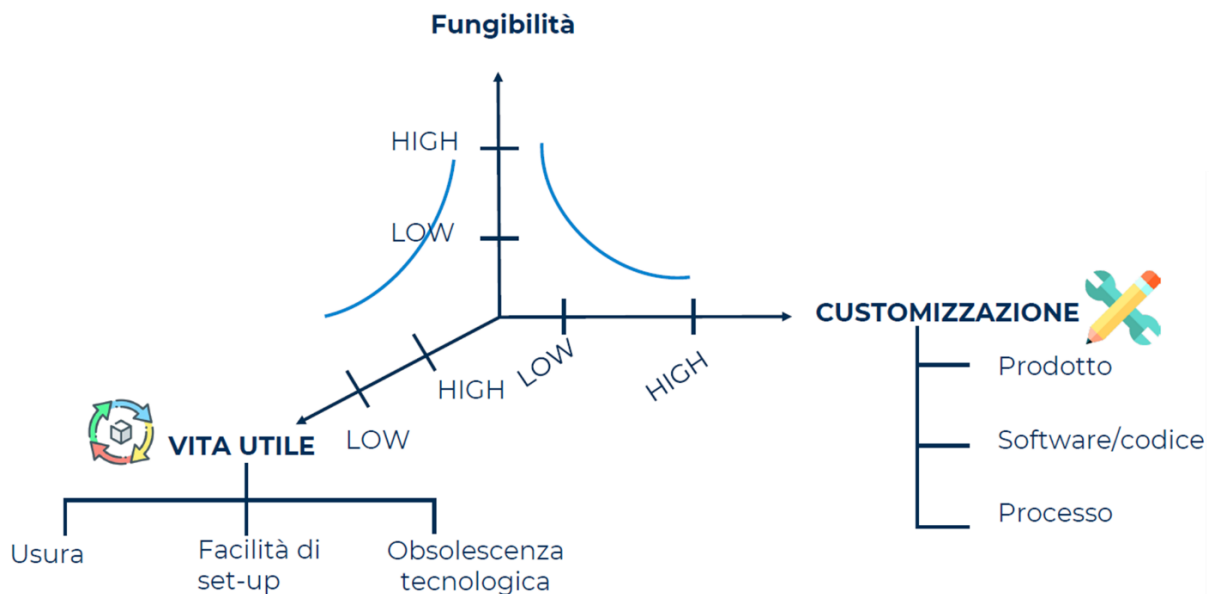 Fungibilità
HIGH
LOW
CUSTOMIZZAZIONE
LOW
HIGH
Prodotto
HIGH
LOW
VITA UTILE
Software/codice
Processo
Usura
Facilità di
set-up
Obsolescenza
tecnologica